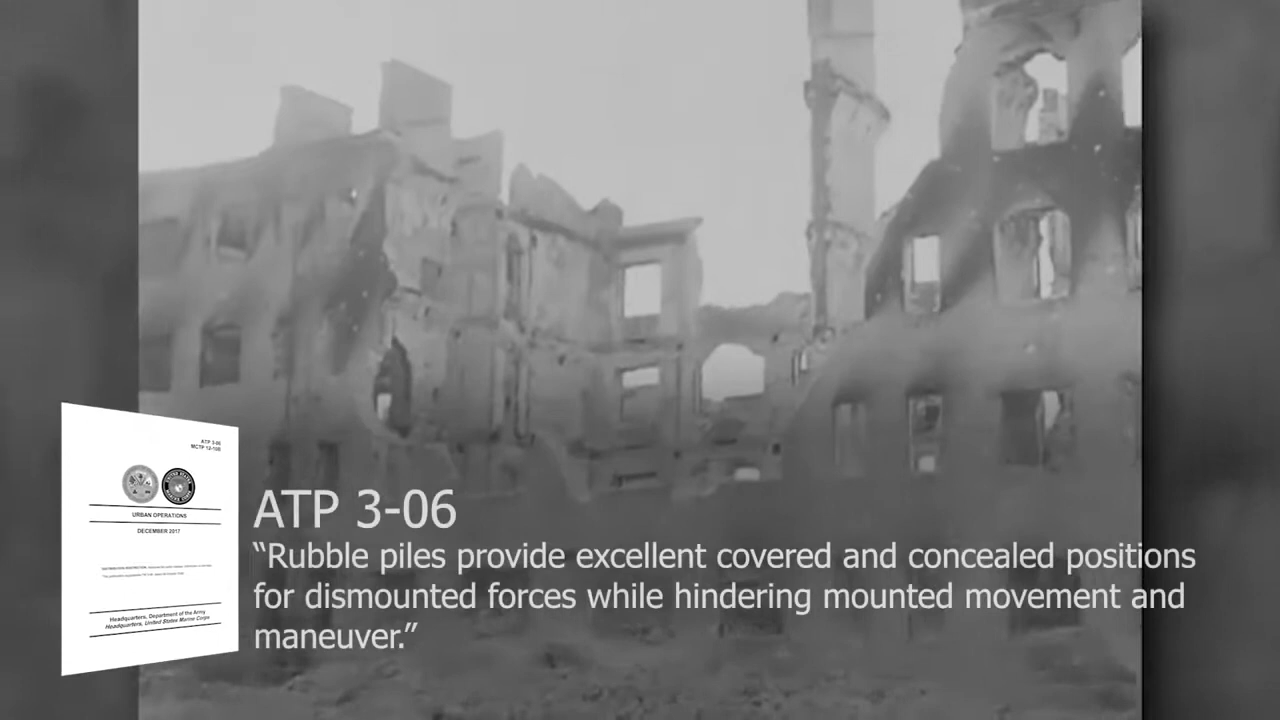 ATP 3-06
MCTP 12-10B
URBAN OPERATIONS
DECEMBER 2017
Headquarters, Department of the Army
Headquarters, United States Marine Corps
ATP 3-06
“Rubble piles provide excellent covered and concealed positions
for dismounted forces while hindering mounted movement and
maneuver.”